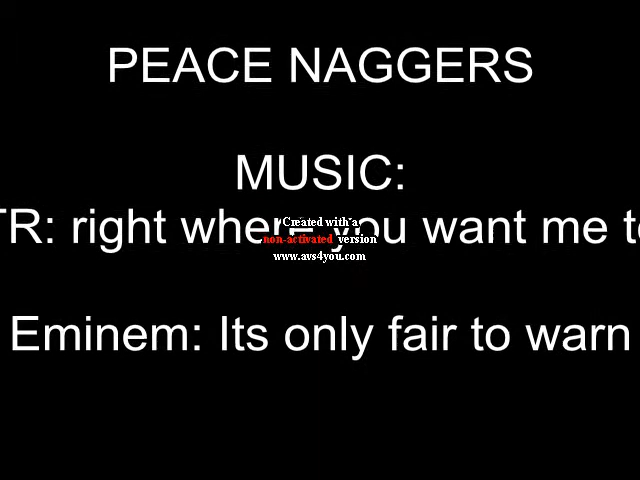 PEACE NAGGERS
MUSIC:
TR: right where you want me to
Created with a
non-activated version
www.avs4you.com
Eminem: Its only fair to warn